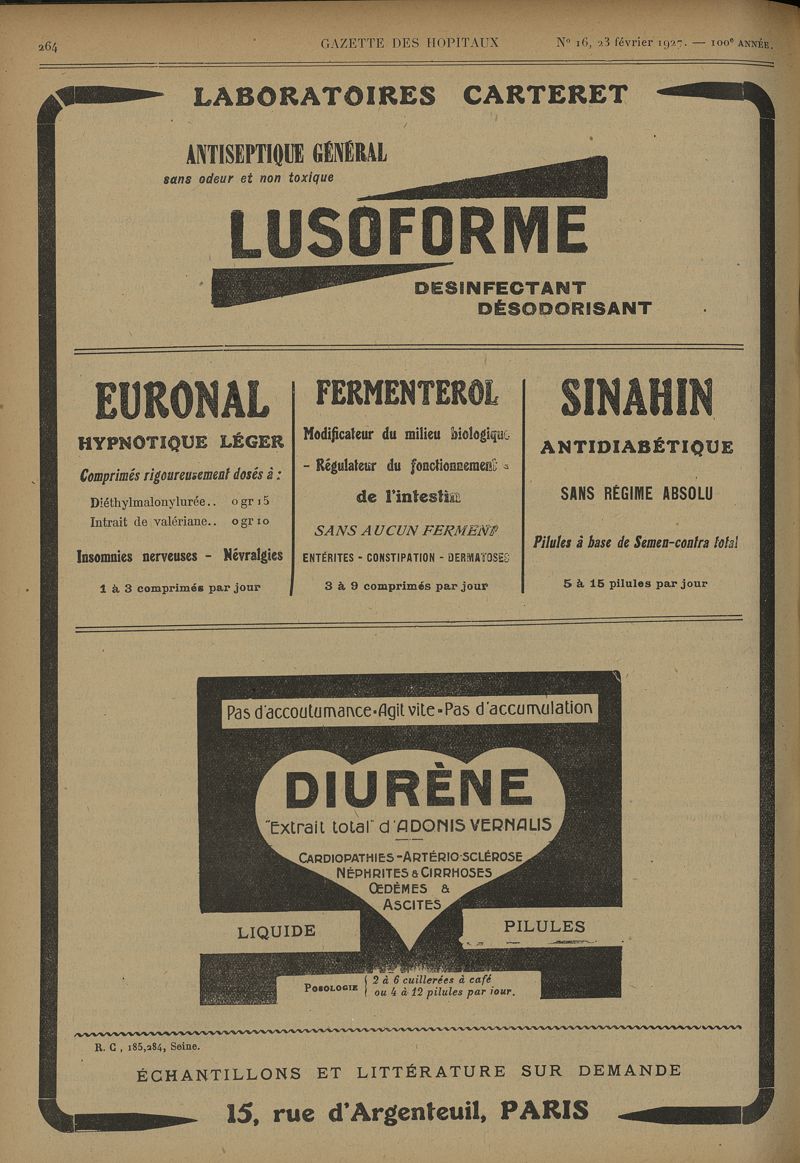 264
GAZETTE DES HOPITAUX
N° 16, 23 février 1927. — 100e ANNÉE.
LABORATOIRES CARTERET
ANTISEPTIQUE GÉNÉRAL
sans odeur et non toxique
LUSOFORME
DESINFECTANT
DÉSODORISANT
EURONAL
HYPNOTIQUE LÉGER
Comprimés rigoureusement dosés à :
Diéthylmalonylurée.. 0 gr 15
Intrait de valériane.. 0 gr 10
Insomnies nerveuses - Névralgies
1 à 3 comprimés par jour
FERMENTEROL
Modificateur du milieu biologique
- Régulateur du fonctionnement -
de l'intestin
SANS AUCUN FERMENT
ENTÉRITES - CONSTIPATION - DERMATOSES
3 à 9 comprimés par jour
SINAHIN
ANTIDIABÉTIQUE
SANS RÉGIME ABSOLU
Pilules à base de Semen-contra total
5 à 15 pilules par jour
Pas d'accoutumance - Agit vite - Pas d'accumulation
DIURÈNE
"Extrait total" d'ADONIS VERNALIS
CARDIOPATHIES - ARTÉRIO-SCLÉROSE
NÉPHRITES & CIRRHOSES
ŒDÈMES &
ASCITES
LIQUIDE
PILULES
POSOLOGIE { 2 à 6 cuillerées à café
ou 4 à 12 pilules par jour.
R. C , 185,284, Seine.
ÉCHANTILLONS ET LITTÉRATURE SUR DEMANDE
15, rue d'Argenteuil, PARIS